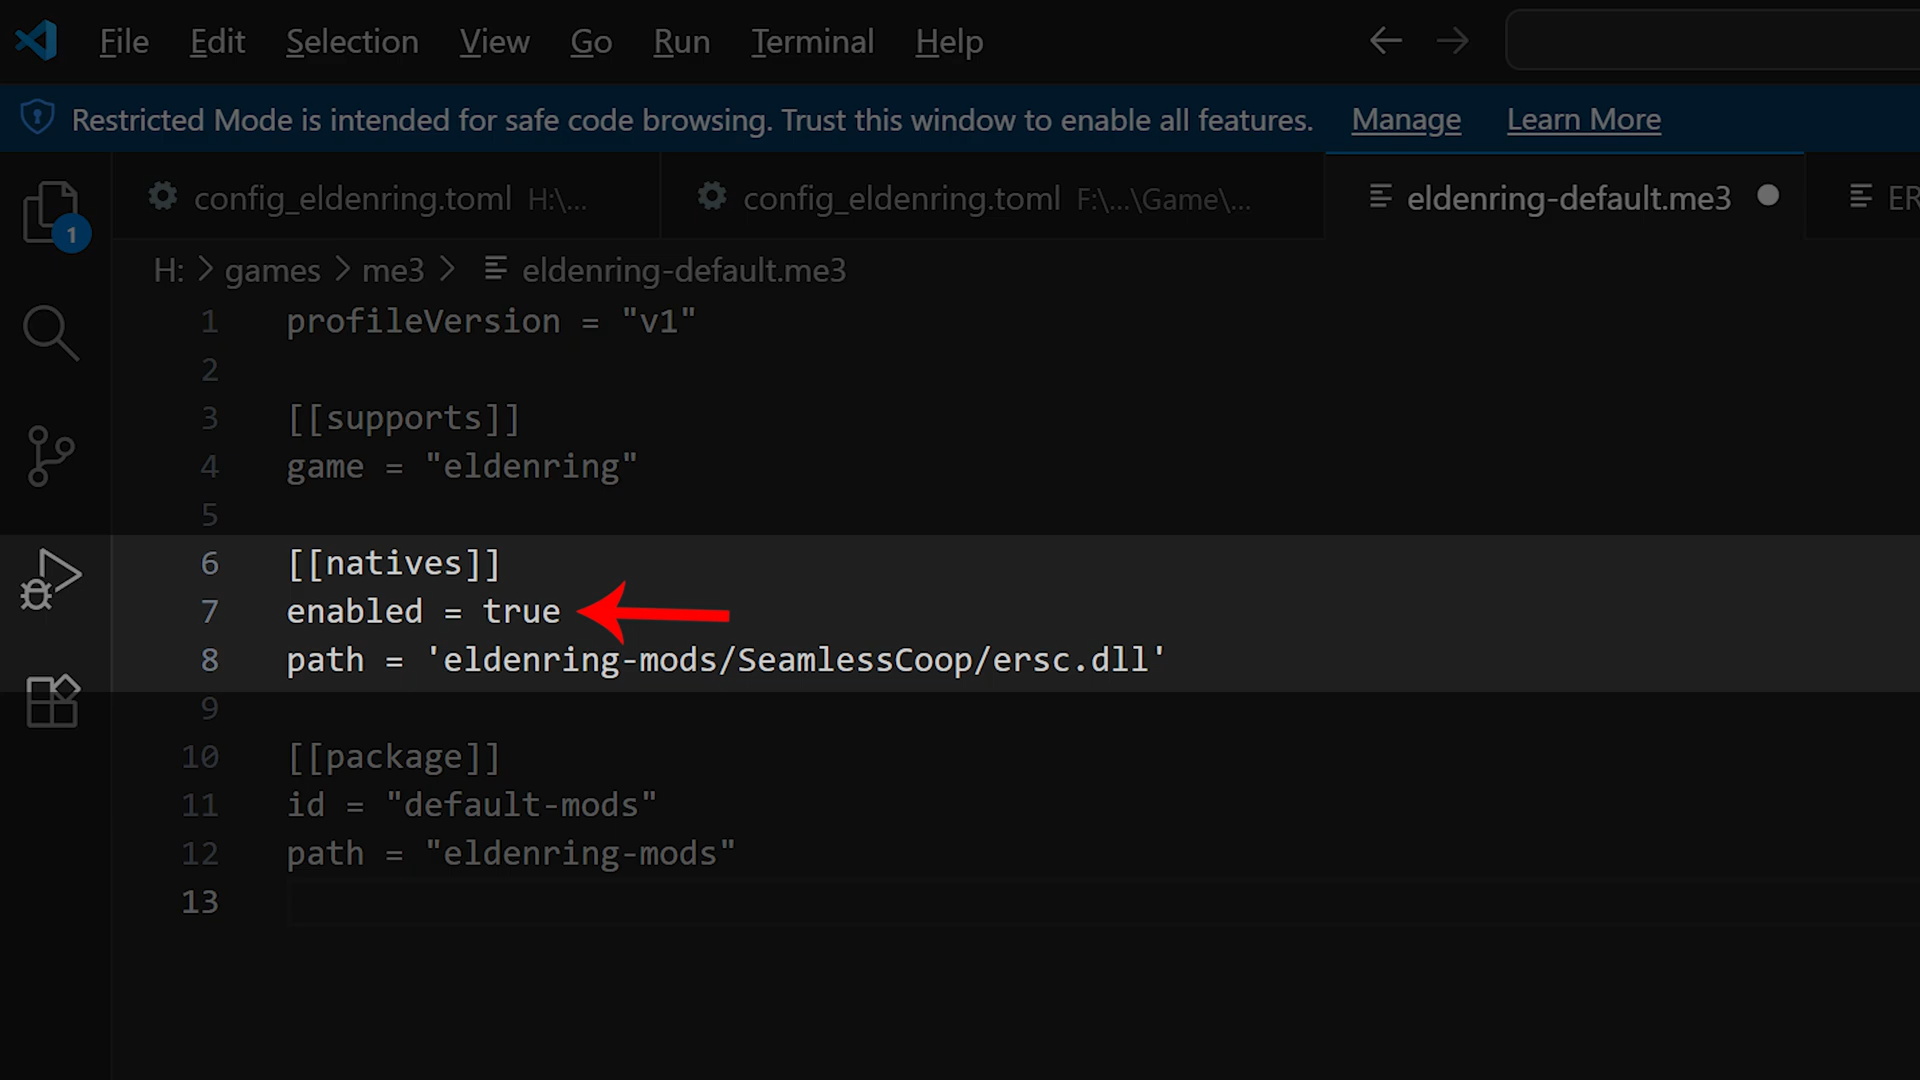 File Edit Selection View Go Run Terminal Help
Restricted Mode is intended for safe code browsing. Trust this window to enable all features. Manage Learn More
config_eldenring.toml H:\... config_eldenring.toml F:\...\Game\... eldenring-default.me3 ER
1
H: > games > me3 > eldenring-default.me3
1 profileVersion = "v1"
2
3 [[supports]]
4 game = "eldenring"
5
6 [[natives]]
7 enabled = true
8 path = 'eldenring-mods/SeamlessCoop/ersc.dll'
9
10 [[package]]
11 id = "default-mods"
12 path = "eldenring-mods"
13